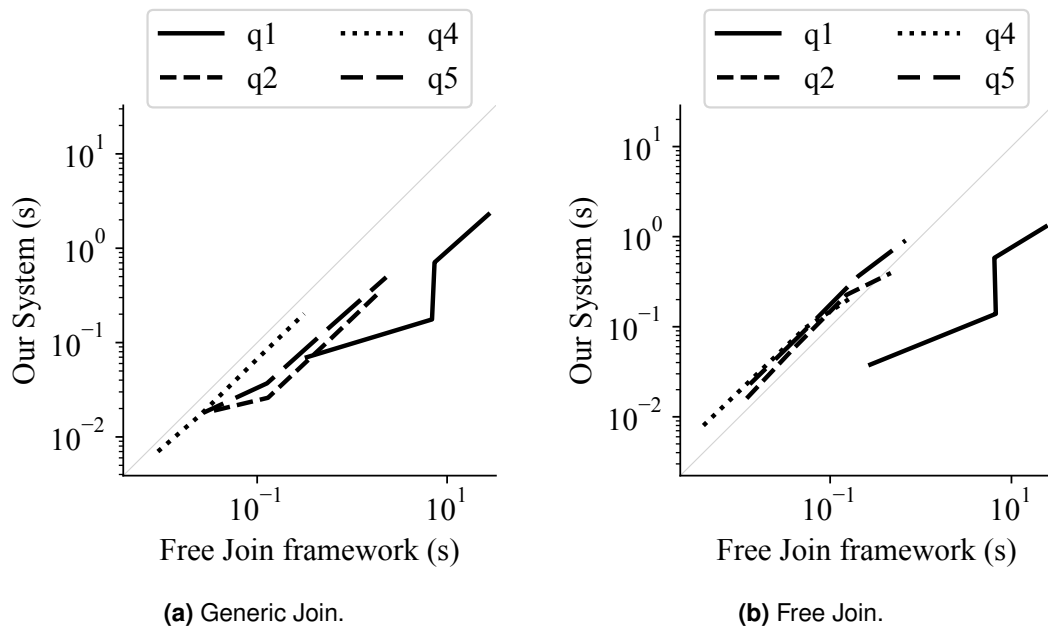 q1 q4
q2 q5
10^1
10^0
10^-1
10^-2
Our System (s)
10^-1 10^1
Free Join framework (s)
(a) Generic Join.
q1 q4
q2 q5
10^1
10^0
10^-1
10^-2
Our System (s)
10^-1 10^1
Free Join framework (s)
(b) Free Join.